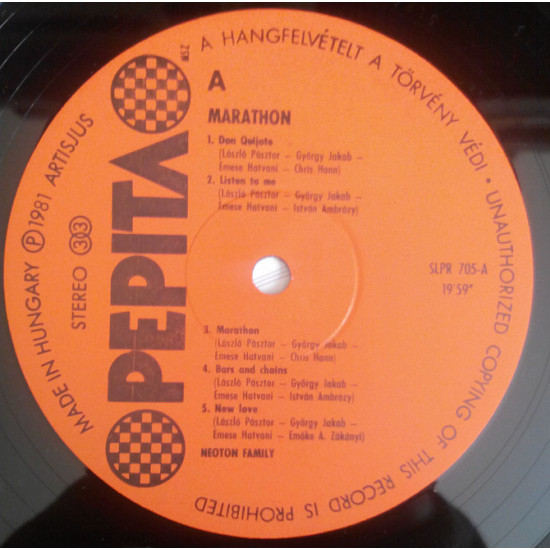 MADE IN HUNGARY Ⓟ 1981 ARTISJUS
A HANGFELVÉTELT A TÖRVÉNY VÉDI • UNAUTHORIZED COPYING OF THIS RECORD IS PROHIBITED
STEREO 33
PEPITA
MSZ
A
MARATHON
1. Don Quijote
(László Pásztor – György Jakab –
Emese Hatvani – Chris Hann)
2. Listen to me
(László Pásztor – György Jakab –
Emese Hatvani – István Ambrózy)
SLPR 705-A
19'59"
3. Marathon
(László Pásztor – György Jakab –
Emese Hatvani – Chris Hann)
4. Bars and chains
(László Pásztor – György Jakab –
Emese Hatvani – István Ambrózy)
5. New love
(László Pásztor – György Jakab –
Emese Hatvani – Emőke A. Zákányi)
NEOTON FAMILY